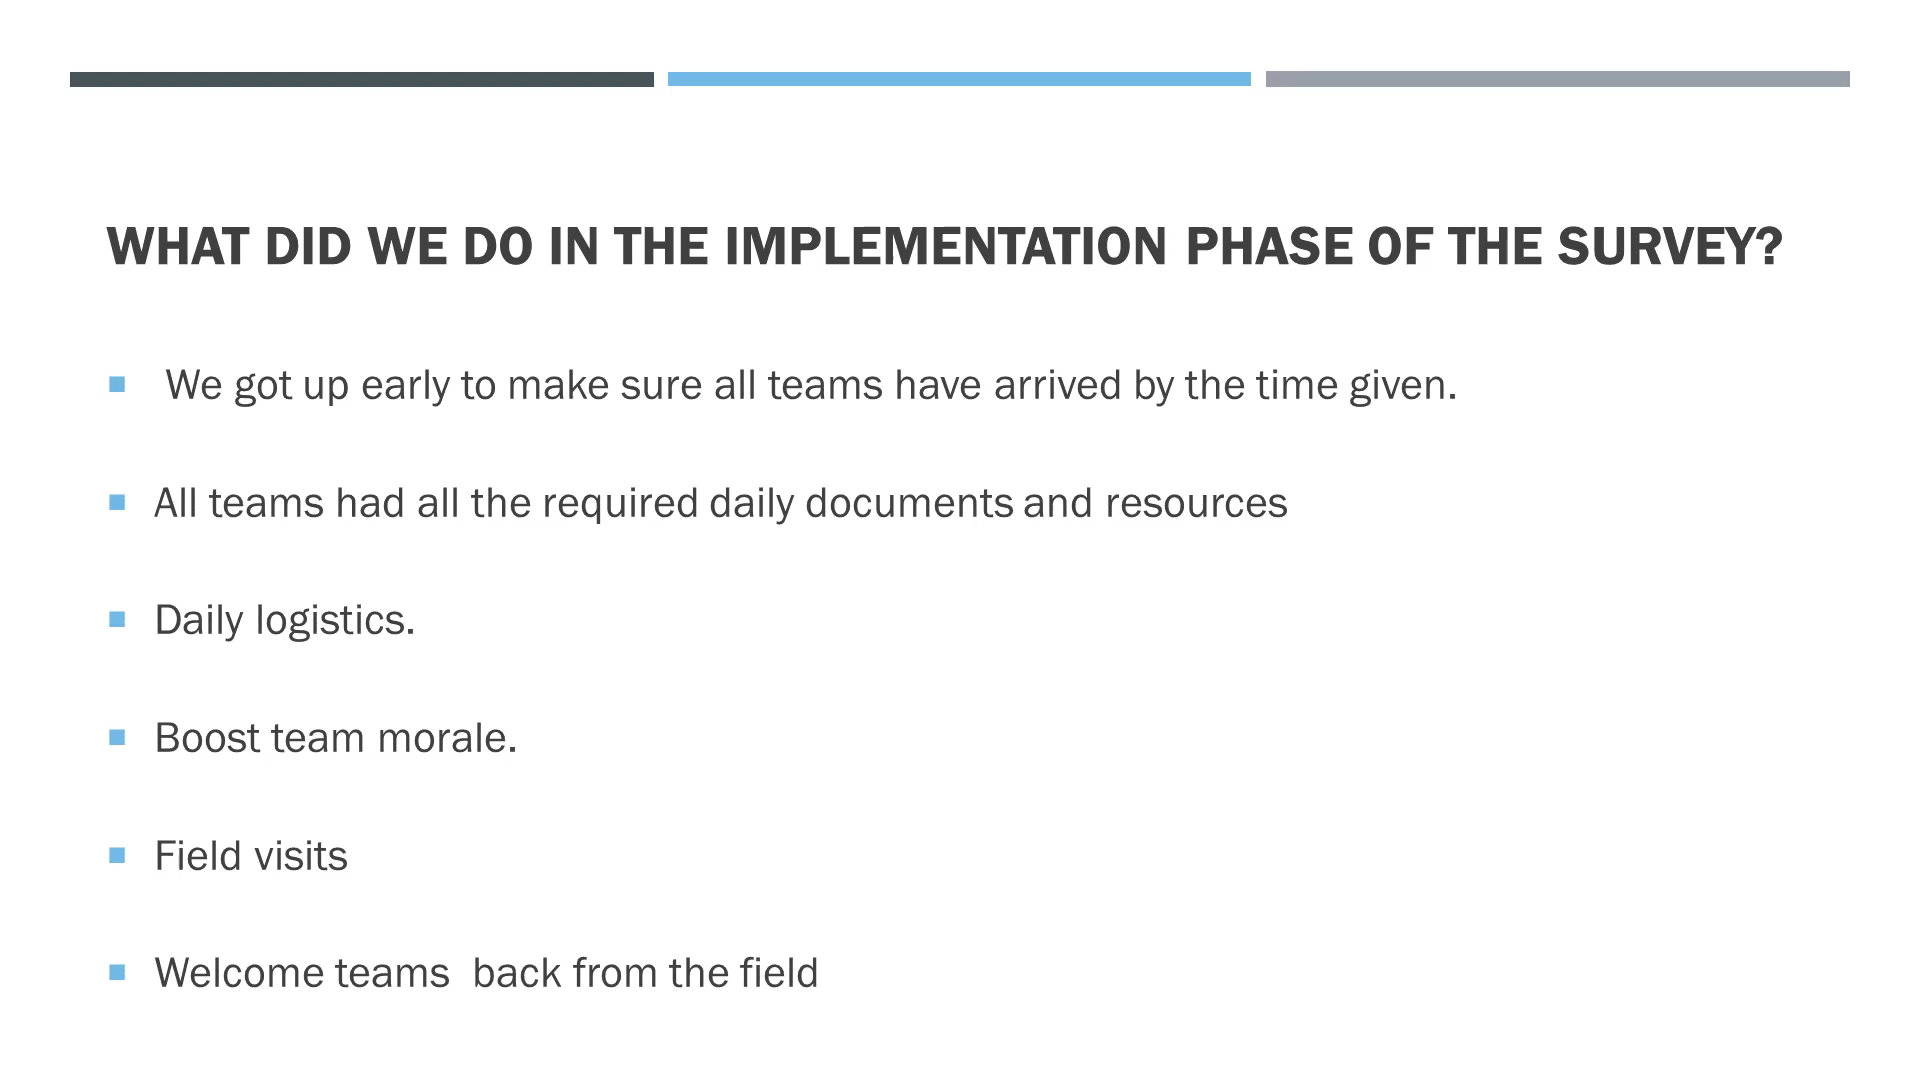 WHAT DID WE DO IN THE IMPLEMENTATION PHASE OF THE SURVEY?
We got up early to make sure all teams have arrived by the time given.
All teams had all the required daily documents and resources
Daily logistics.
Boost team morale.
Field visits
Welcome teams  back from the field